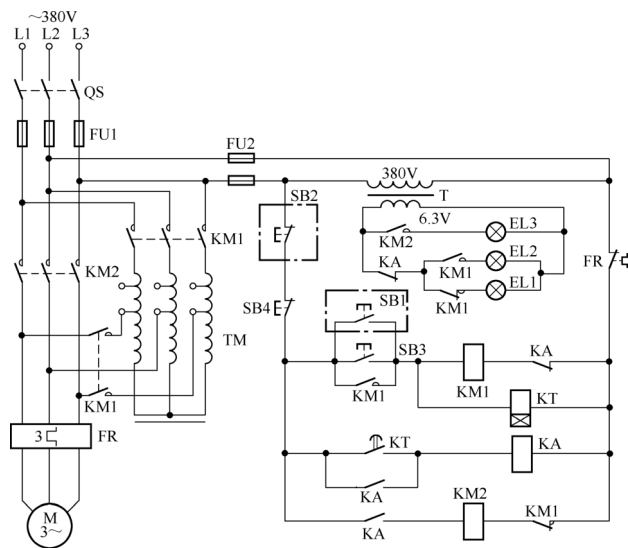 ～380V
L1 L2 L3
QS
FU1
FU2
380V
T
6.3V
SB2
KM1
KM2 EL3
KA
KM1 EL2
KM1 EL1
FR
KM2
SB4
SB1
TM
SB3
KM1
KM1
KA
KM1
KT
3 FR
KT
KA
KA
M
3～
KA
KM2
KM1